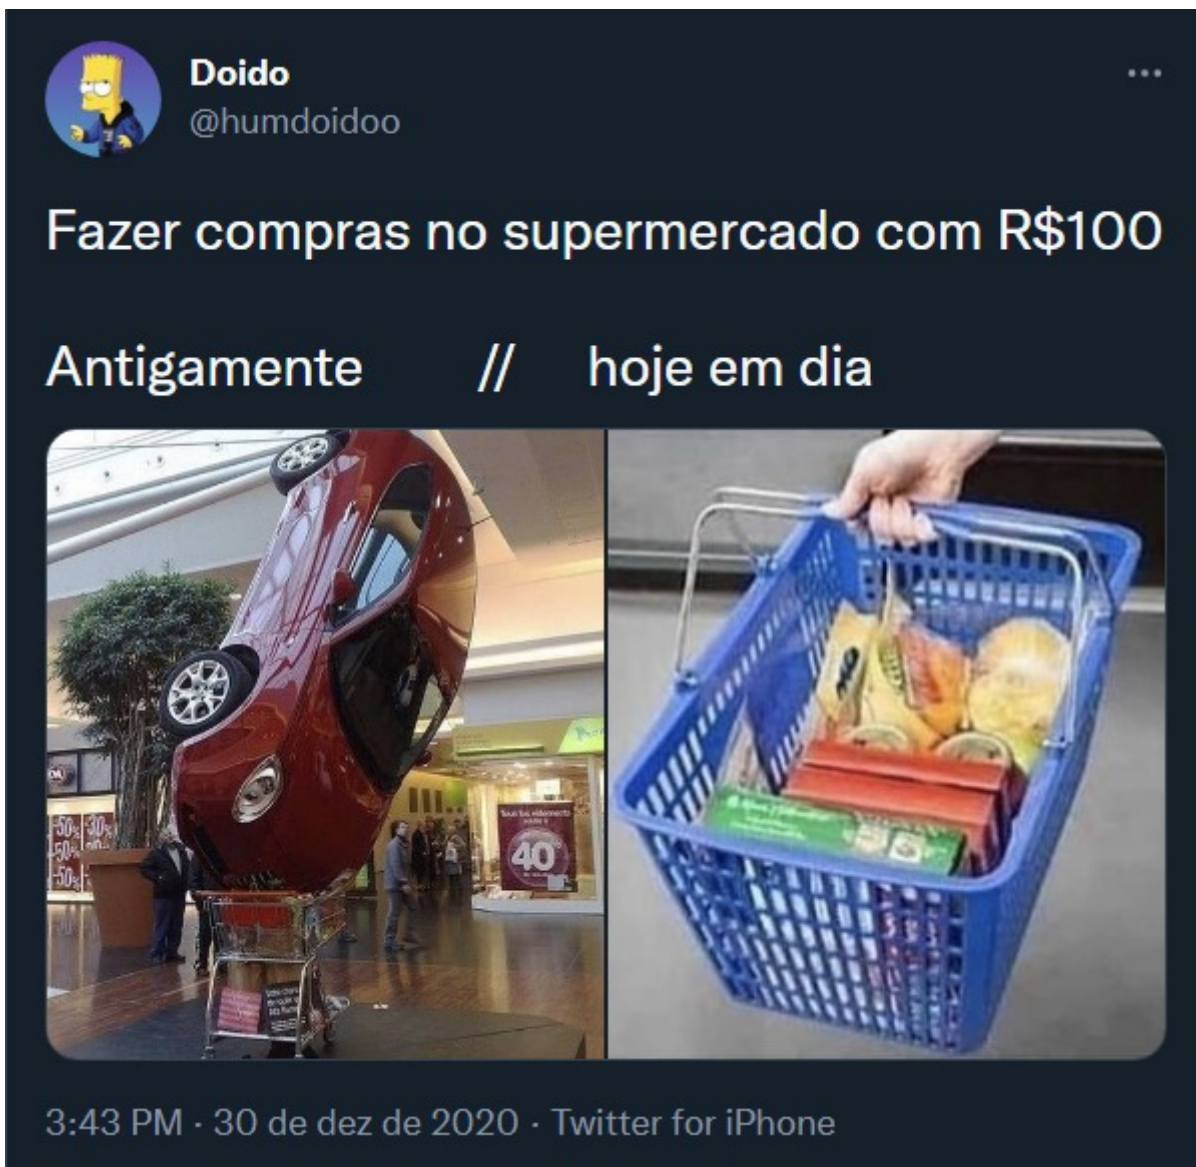 Doido
@humdoidoo
Fazer compras no supermercado com R$100
Antigamente // hoje em dia
-50% -30%
-50%
-50%
40%
3:43 PM · 30 de dez de 2020 · Twitter for iPhone